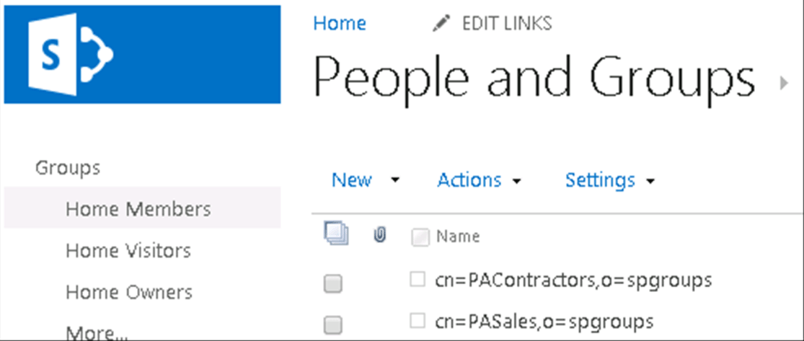 S
Home EDIT LINKS
People and Groups
Groups
Home Members
Home Visitors
Home Owners
More...
New Actions Settings
Name
cn=PAContractors,o=spgroups
cn=PASales,o=spgroups